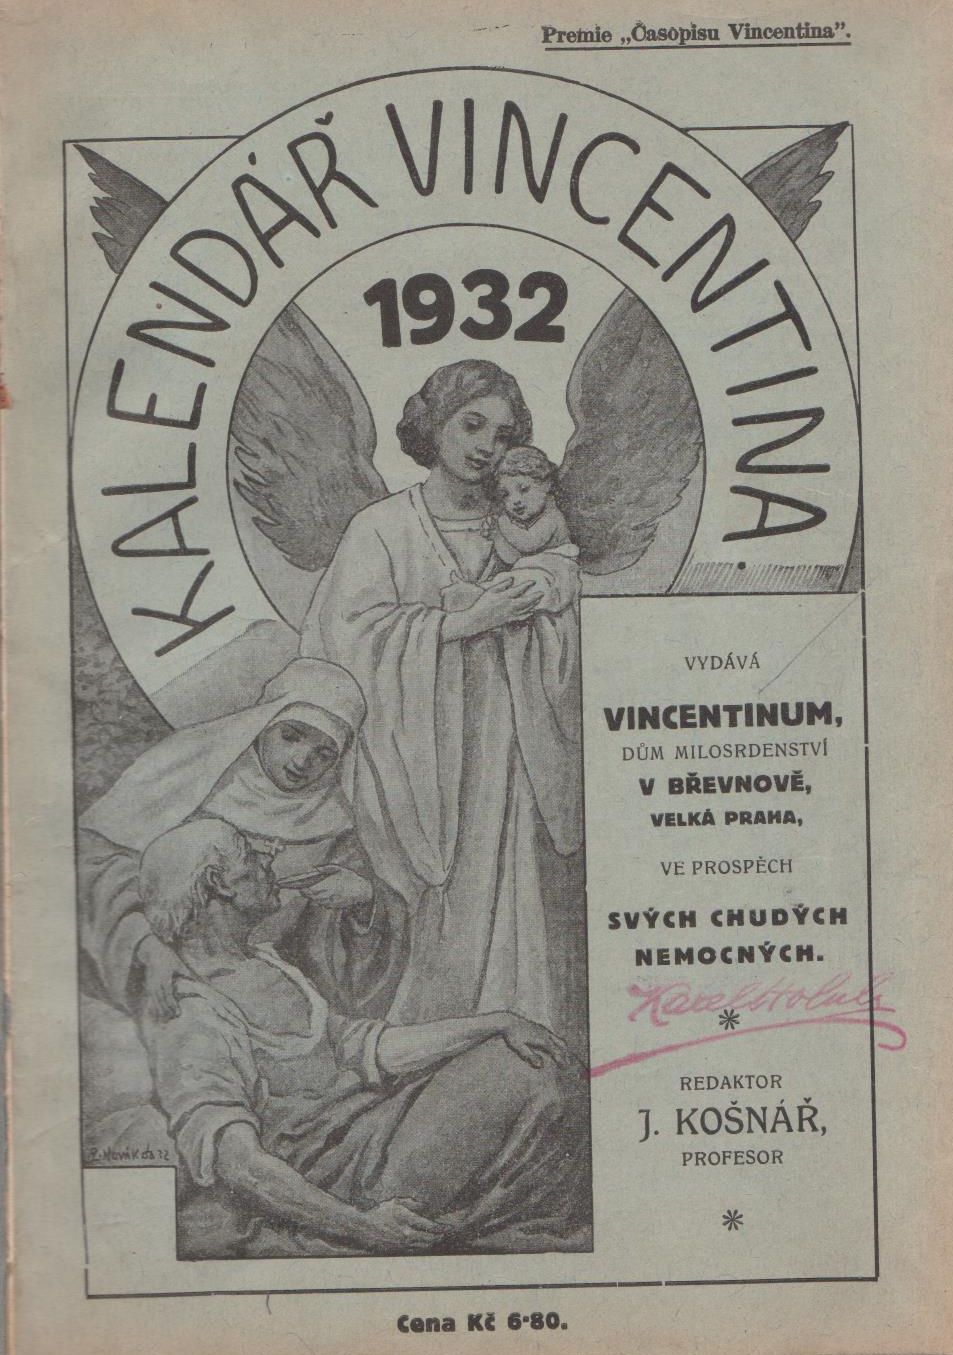 Premie „Časopisu Vincentina”.
KALENDÁŘ VINCENTINA.
1932
VYDÁVÁ
VINCENTINUM,
DŮM MILOSRDENSTVÍ
V BŘEVNOVĚ,
VELKÁ PRAHA,
VE PROSPĚCH
SVÝCH CHUDÝCH
NEMOCNÝCH.
Karel
*
REDAKTOR
J. KOŠNÁŘ,
PROFESOR
*
Cena Kč 6·80.